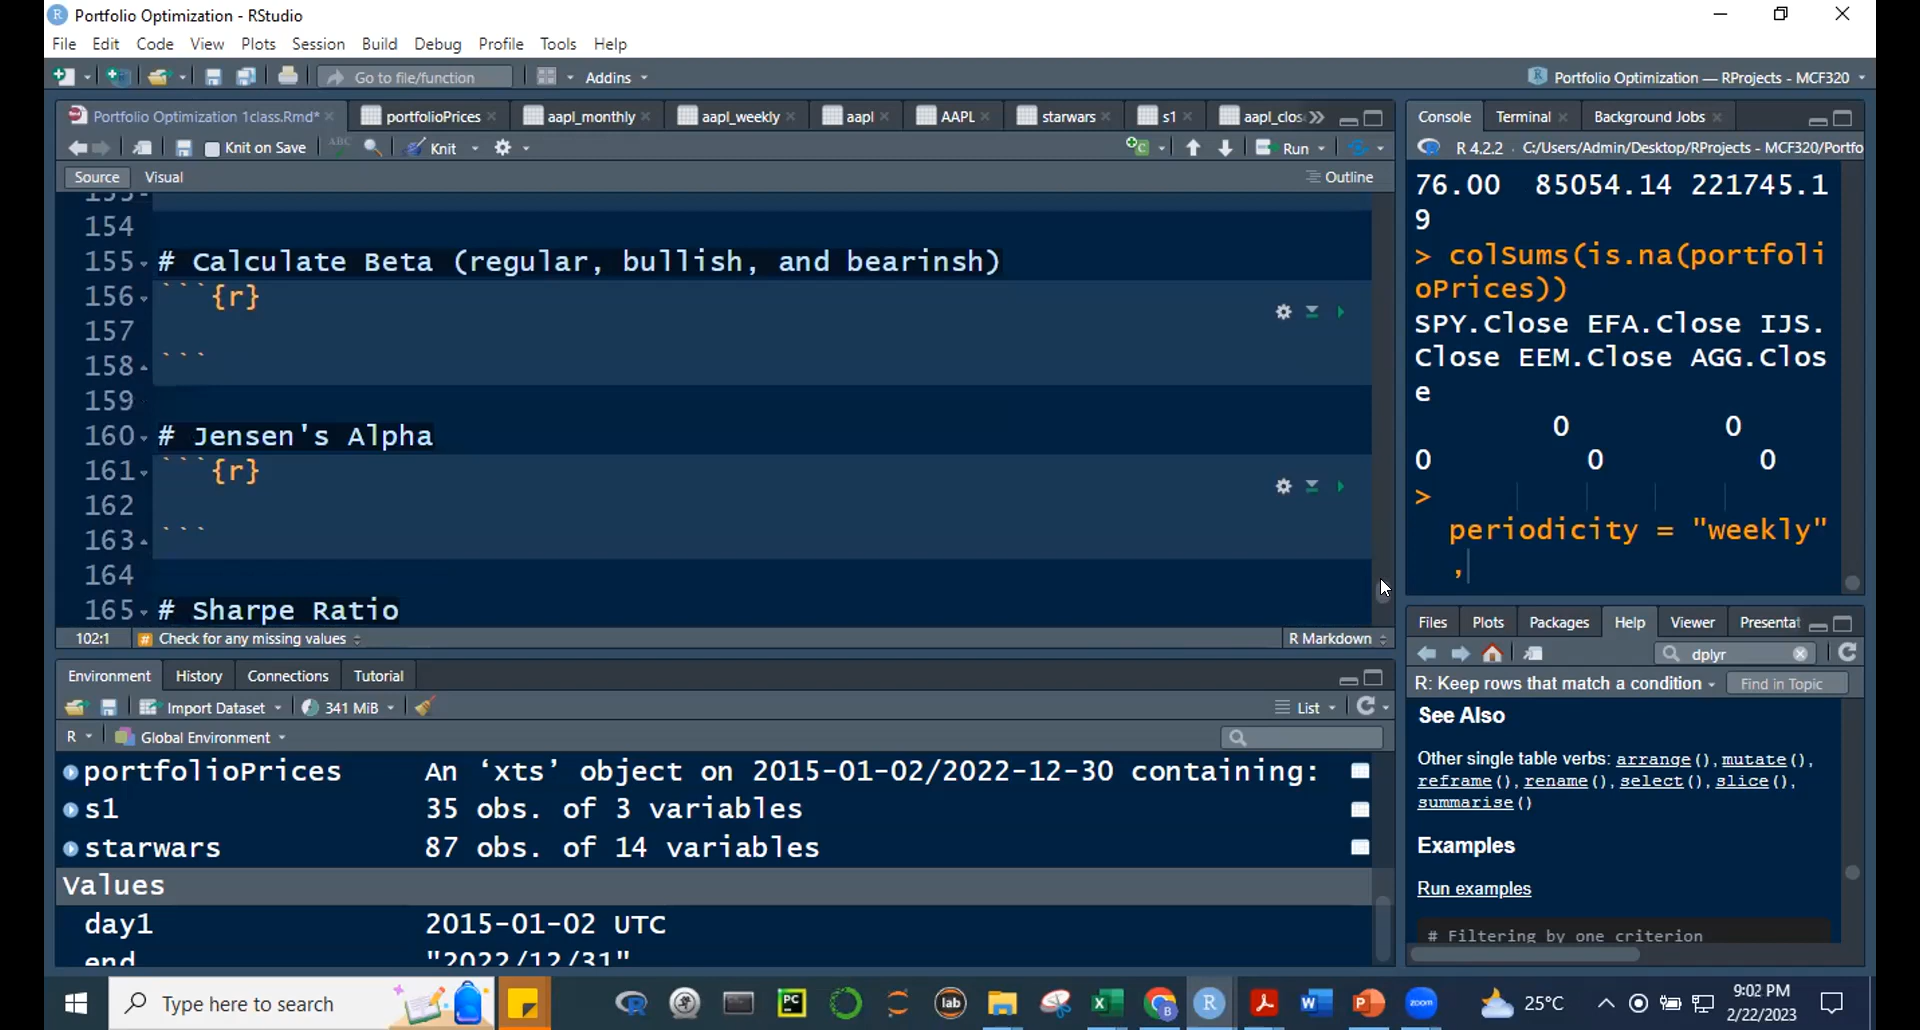 Portfolio Optimization - RStudio
File Edit Code View Plots Session Build Debug Profile Tools Help
Go to file/function Addins Portfolio Optimization — RProjects - MCF320
Portfolio Optimization 1class.Rmd* portfolioPrices aapl_monthly aapl_weekly aapl AAPL starwars s1 aapl_clos
Knit on Save ABC Knit Run
Source Visual Outline
153
154
155 # Calculate Beta (regular, bullish, and bearinsh)
156 ```{r}
157
158 ```
159
160 # Jensen's Alpha
161 ```{r}
162
163 ```
164
165 # Sharpe Ratio
102:1 # Check for any missing values R Markdown
Environment History Connections Tutorial
Import Dataset 341 MiB List
R Global Environment
portfolioPrices An ‘xts’ object on 2015-01-02/2022-12-30 containing:
s1 35 obs. of 3 variables
starwars 87 obs. of 14 variables
Values
day1 2015-01-02 UTC
end "2022/12/31"
Console Terminal Background Jobs
R 4.2.2 · C:/Users/Admin/Desktop/RProjects - MCF320/Portfo
76.00 85054.14 221745.1
9
> colSums(is.na(portfoli
oPrices))
SPY.Close EFA.Close IJS.
Close EEM.Close AGG.Clos
e
0 0
0 0 0
>
periodicity = "weekly"
,
Files Plots Packages Help Viewer Presentat
dplyr
R: Keep rows that match a condition Find in Topic
See Also
Other single table verbs: arrange(), mutate(),
reframe(), rename(), select(), slice(),
summarise()
Examples
Run examples
# Filtering by one criterion
Type here to search PC lab zoom 25°C 9:02 PM
2/22/2023